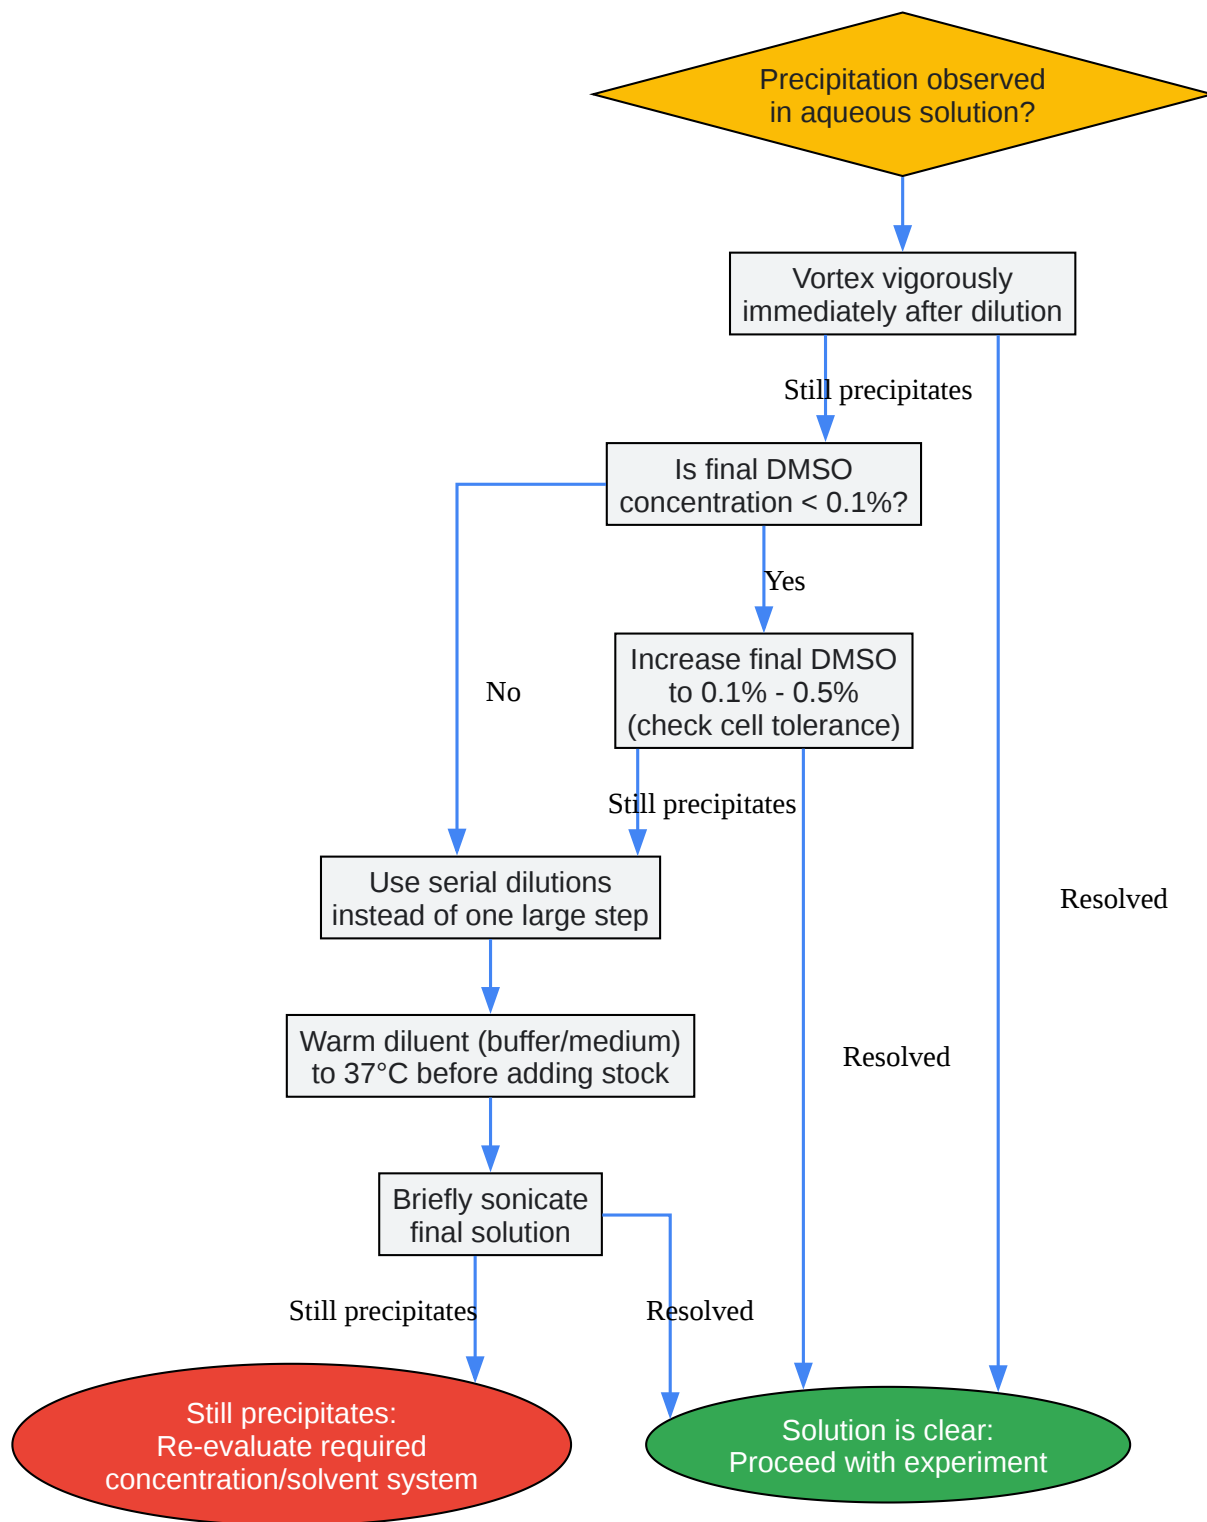 Precipitation observed
in aqueous solution?
Vortex vigorously
immediately after dilution
Still precipitates
Is final DMSO
concentration < 0.1%?
Yes
Increase final DMSO
to 0.1% - 0.5%
(check cell tolerance)
No
Still precipitates
Use serial dilutions
instead of one large step
Resolved
Warm diluent (buffer/medium)
to 37°C before adding stock
Resolved
Briefly sonicate
final solution
Still precipitates
Resolved
Still precipitates:
Re-evaluate required
concentration/solvent system
Solution is clear:
Proceed with experiment